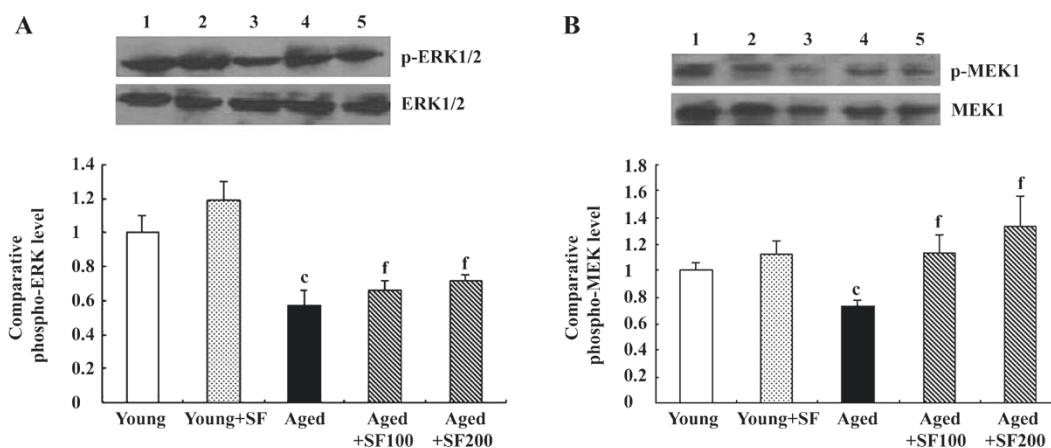 A
1 2 3 4 5
p-ERK1/2
ERK1/2
Comparative
phospho-ERK level
1.4
1.2
1
0.8
0.6
0.4
0.2
0
c
f
f
Young
Young+SF
Aged
Aged
+SF100
Aged
+SF200
B
1 2 3 4 5
p-MEK1
MEK1
Comparative
phospho-MEK level
1.8
1.6
1.4
1.2
1
0.8
0.6
0.4
0.2
0
c
f
f
Young
Young+SF
Aged
Aged
+SF100
Aged
+SF200